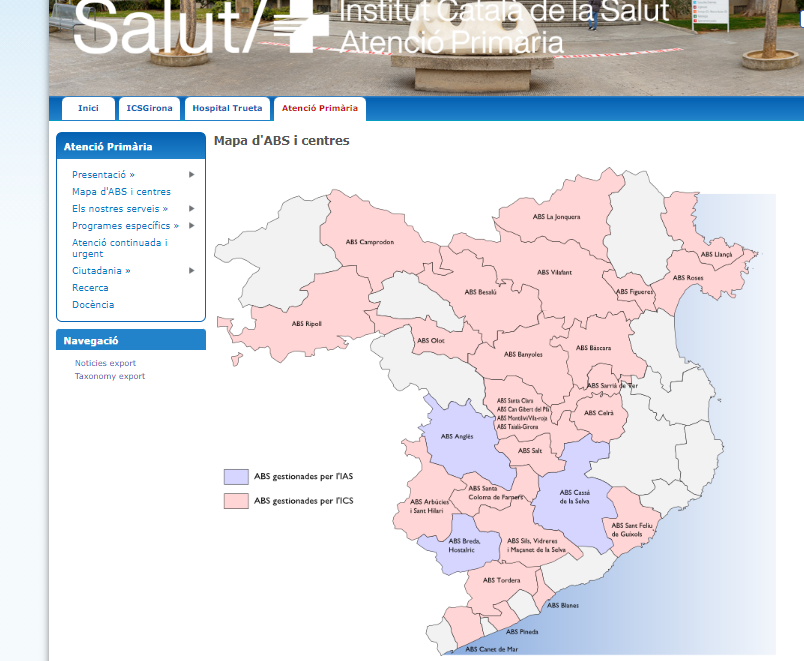 Salut/
Institut Català de la Salut
Atenció Primària
Inici
ICSGirona
Hospital Trueta
Atenció Primària
Atenció Primària
Presentació »
Mapa d'ABS i centres
Els nostres serveis »
Programes específics »
Atenció continuada i
urgent
Ciutadania »
Recerca
Docència
Navegació
Noticies export
Taxonomy export
Mapa d'ABS i centres
ABS La Jonquera
ABS Camprodon
ABS Llançà
ABS Vilafant
ABS Roses
ABS Besalú
ABS Figueres
ABS Ripoll
ABS Olot
ABS Bàscara
ABS Banyoles
ABS Sarrià de Ter
ABS Santa Clara
ABS Can Gibert del Pla
ABS Montilivi/Vila-roja
ABS Taialà-Girona
ABS Celrà
ABS Anglès
ABS Salt
ABS gestionades per l'IAS
ABS gestionades per l'ICS
ABS Santa
Coloma de Farners
ABS Cassà
de la Selva
ABS Arbúcies
i Sant Hilari
ABS Sant Feliu
de Guíxols
ABS Breda,
Hostalric
ABS Sils, Vidreres
i Maçanet de la Selva
ABS Tordera
ABS Blanes
ABS Pineda
ABS Canet de Mar